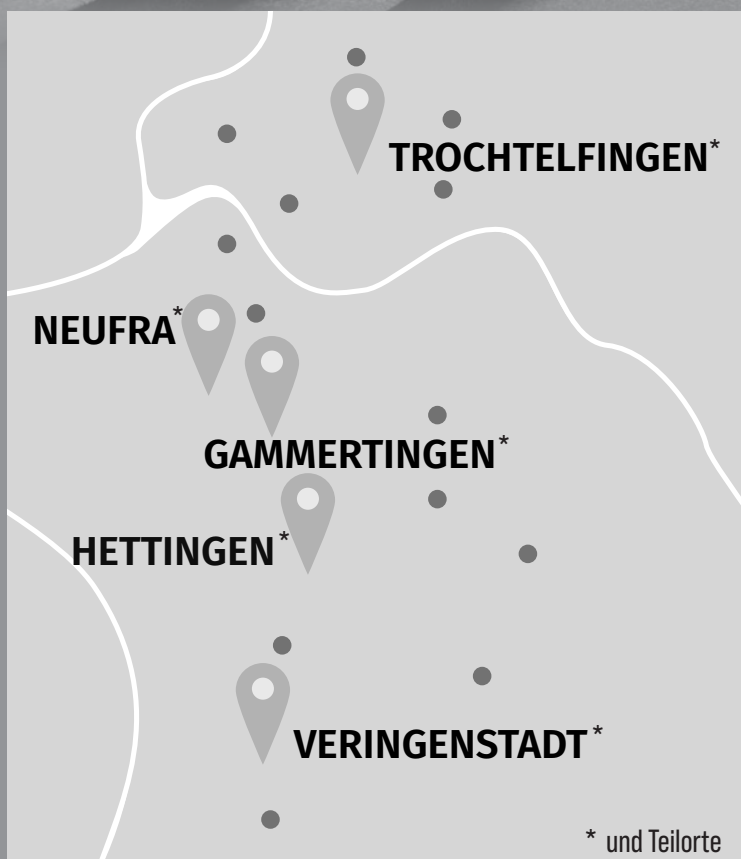 TROCHTELFINGEN*
NEUFRA*
GAMMERTINGEN*
HETTINGEN*
VERINGENSTADT*
* und Teilorte